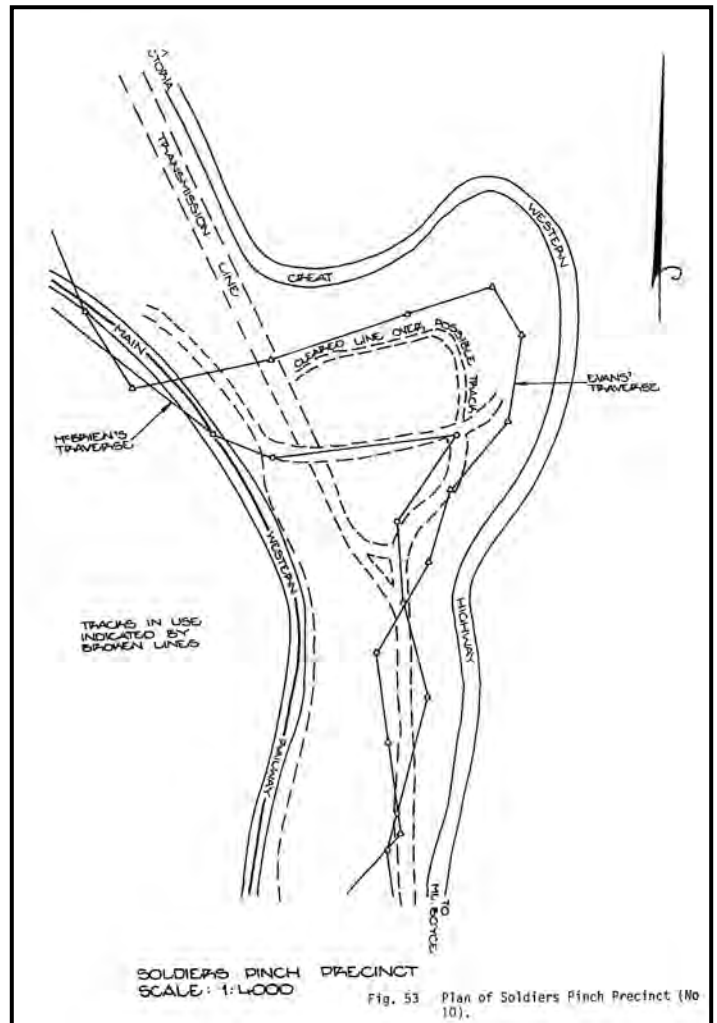 TRANSMISSION
LINE
GREAT
WESTERN
CLEARED LINE OVER POSSIBLE TRACK
EVANS'
TRAVERSE
MAIN
McBRIEN'S
TRAVERSE
WESTERN
HIGHWAY
TRACKS IN USE
INDICATED BY
BROKEN LINES
RAILWAY
TO
Mt. BOYCE
SOLDIERS PINCH PRECINCT
SCALE: 1:4000
Fig. 53 Plan of Soldiers Pinch Precinct (No
10).